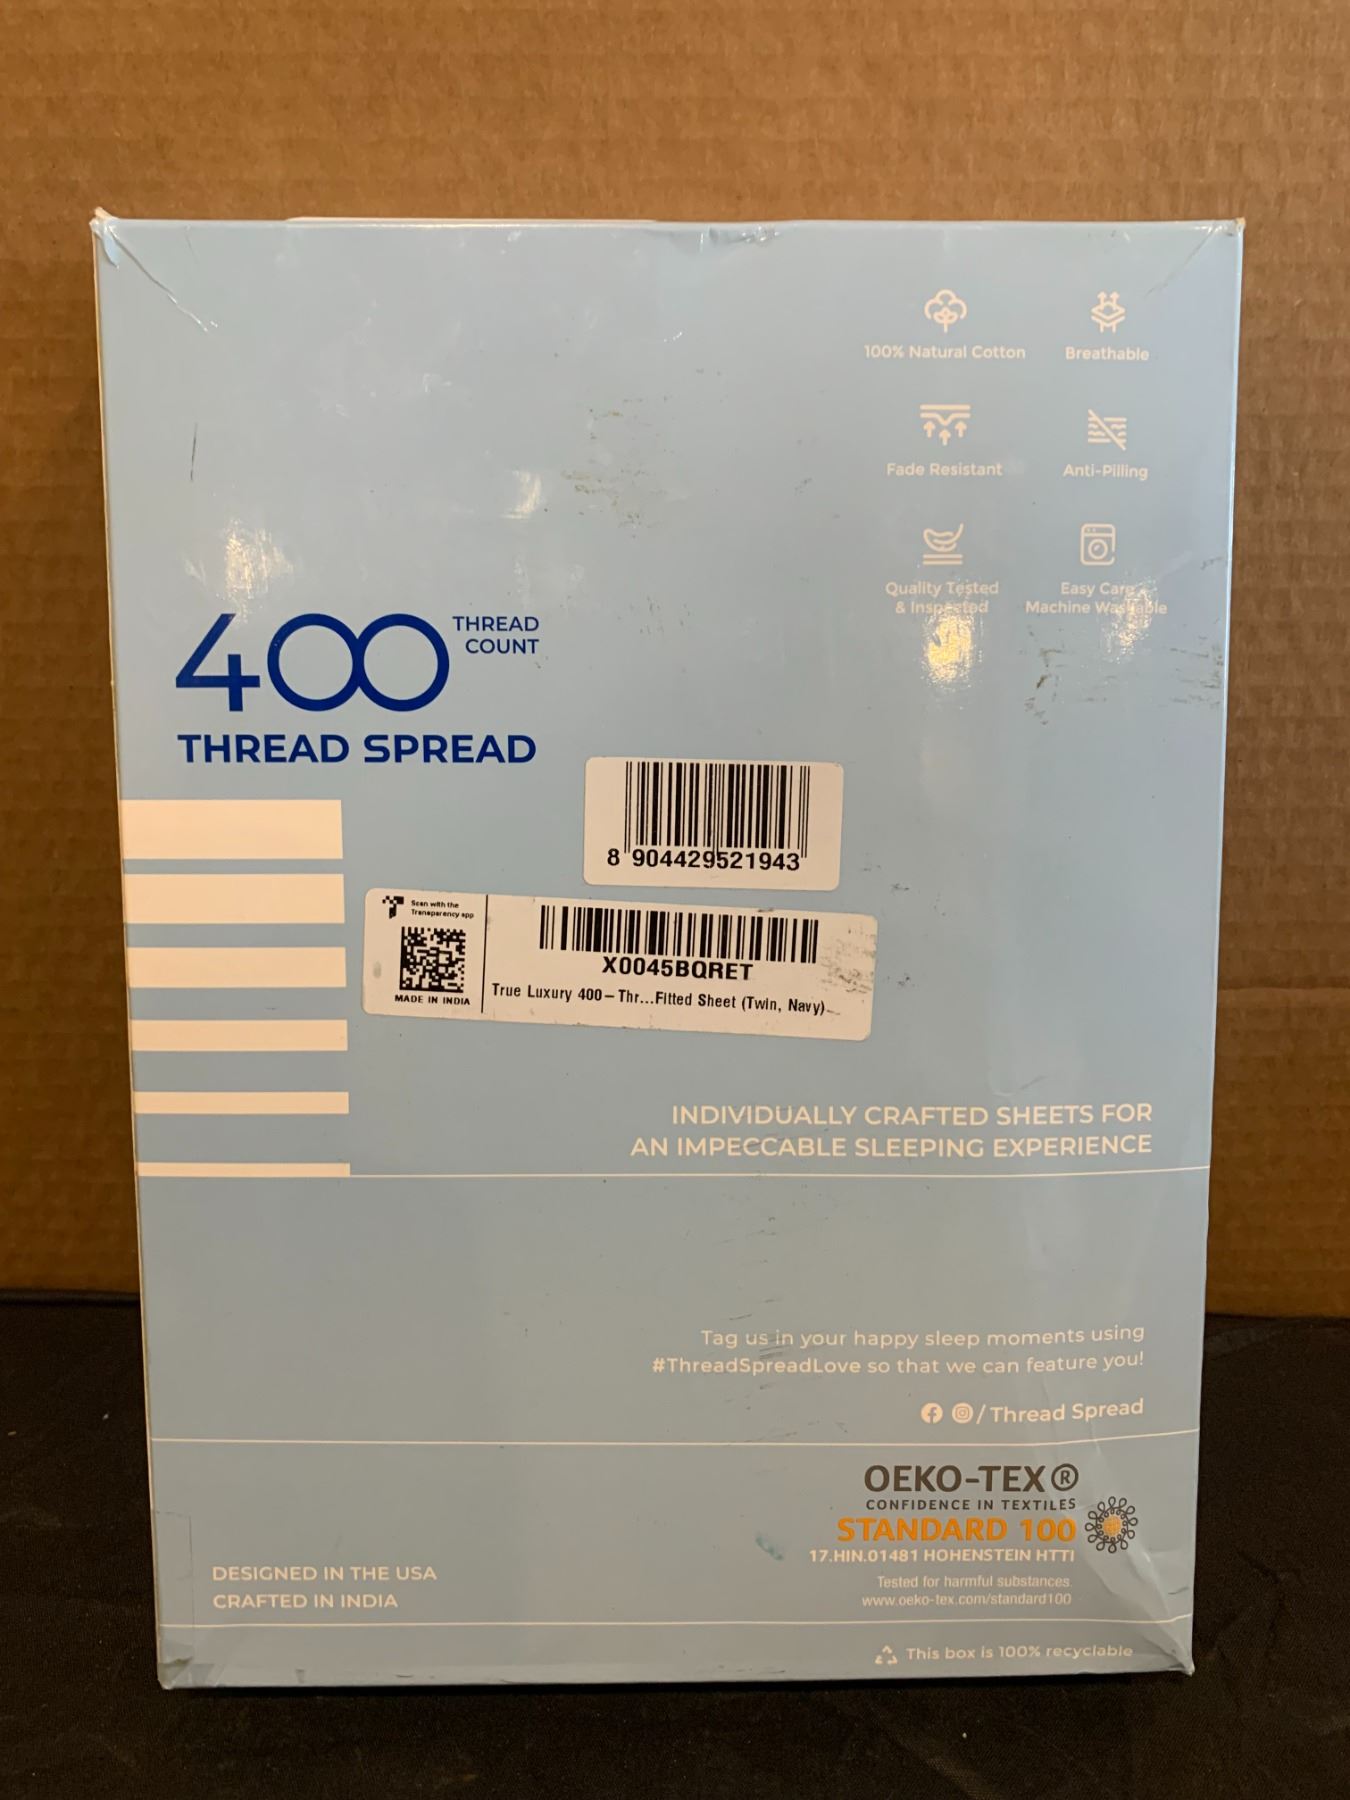 100% Natural Cotton
Breathable
Fade Resistant
Anti-Pilling
Quality Tested
& Inspected
Easy Care
Machine Washable
400 THREAD
COUNT
THREAD SPREAD
8 904429521943
Scan with the
Transparency app
MADE IN INDIA
X0045BQRET
True Luxury 400-Thr...Fitted Sheet (Twin, Navy)
INDIVIDUALLY CRAFTED SHEETS FOR
AN IMPECCABLE SLEEPING EXPERIENCE
Tag us in your happy sleep moments using
#ThreadSpreadLove so that we can feature you!
/ Thread Spread
OEKO-TEX®
CONFIDENCE IN TEXTILES
STANDARD 100
17.HIN.01481 HOHENSTEIN HTTI
Tested for harmful substances.
www.oeko-tex.com/standard100
DESIGNED IN THE USA
CRAFTED IN INDIA
This box is 100% recyclable